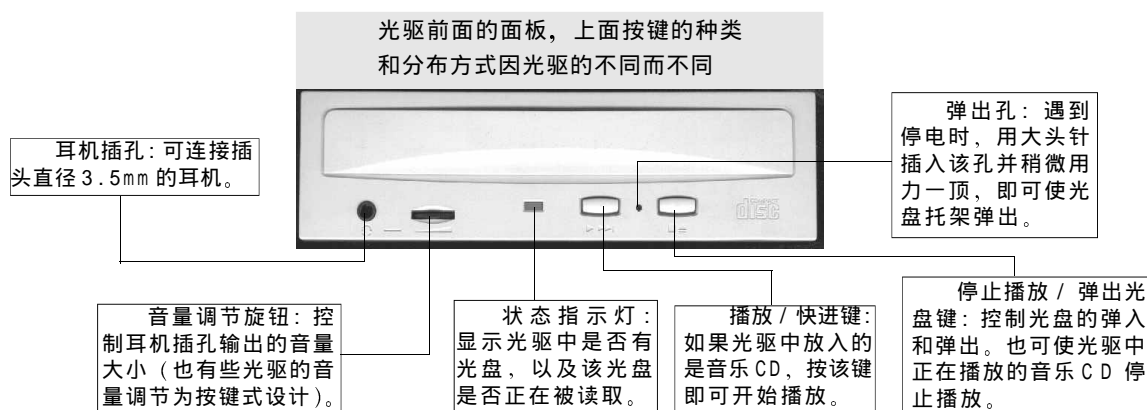 光驱前面的面板，上面按键的种类
和分布方式因光驱的不同而不同
耳机插孔：可连接插
头直径3.5mm的耳机。
弹出孔：遇到
停电时，用大头针
插入该孔并稍微用
力一顶，即可使光
盘托架弹出。
disc
音量调节旋钮：控
制耳机插孔输出的音量
大小（也有些光驱的音
量调节为按键式设计）。
状态指示灯：
显示光驱中是否有
光盘，以及该光盘
是否正在被读取。
播放/快进键：
如果光驱中放入的
是音乐CD，按该键
即可开始播放。
停止播放/弹出光
盘键：控制光盘的弹入
和弹出。也可使光驱中
正在播放的音乐CD停
止播放。